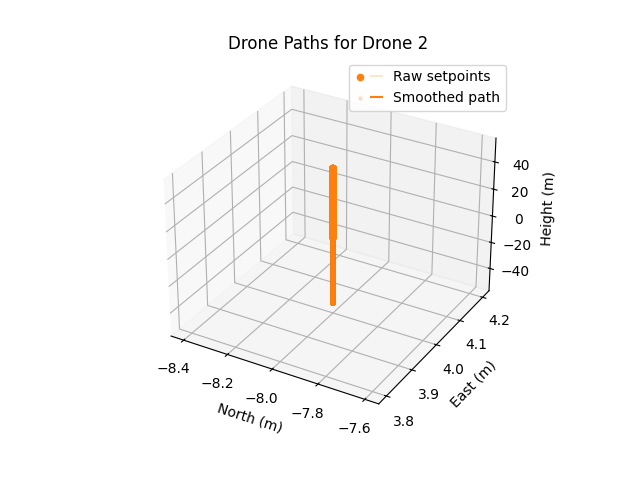 Drone Paths for Drone 2
Raw setpoints
Smoothed path
40
20
0
−20
−40
Height (m)
4.2
4.1
4.0
3.9
3.8
East (m)
−8.4
−8.2
−8.0
−7.8
−7.6
North (m)